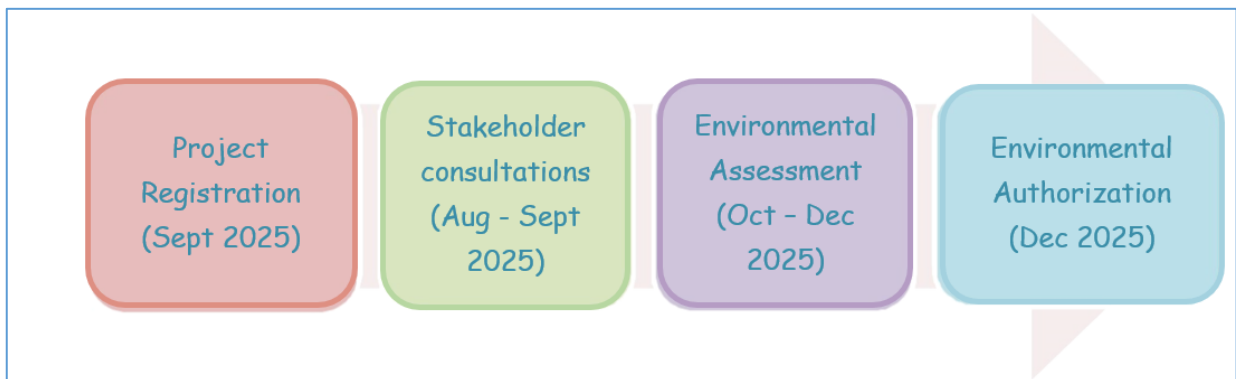 Project
Registration
(Sept 2025)
Stakeholder
consultations
(Aug - Sept
2025)
Environmental
Assessment
(Oct – Dec
2025)
Environmental
Authorization
(Dec 2025)